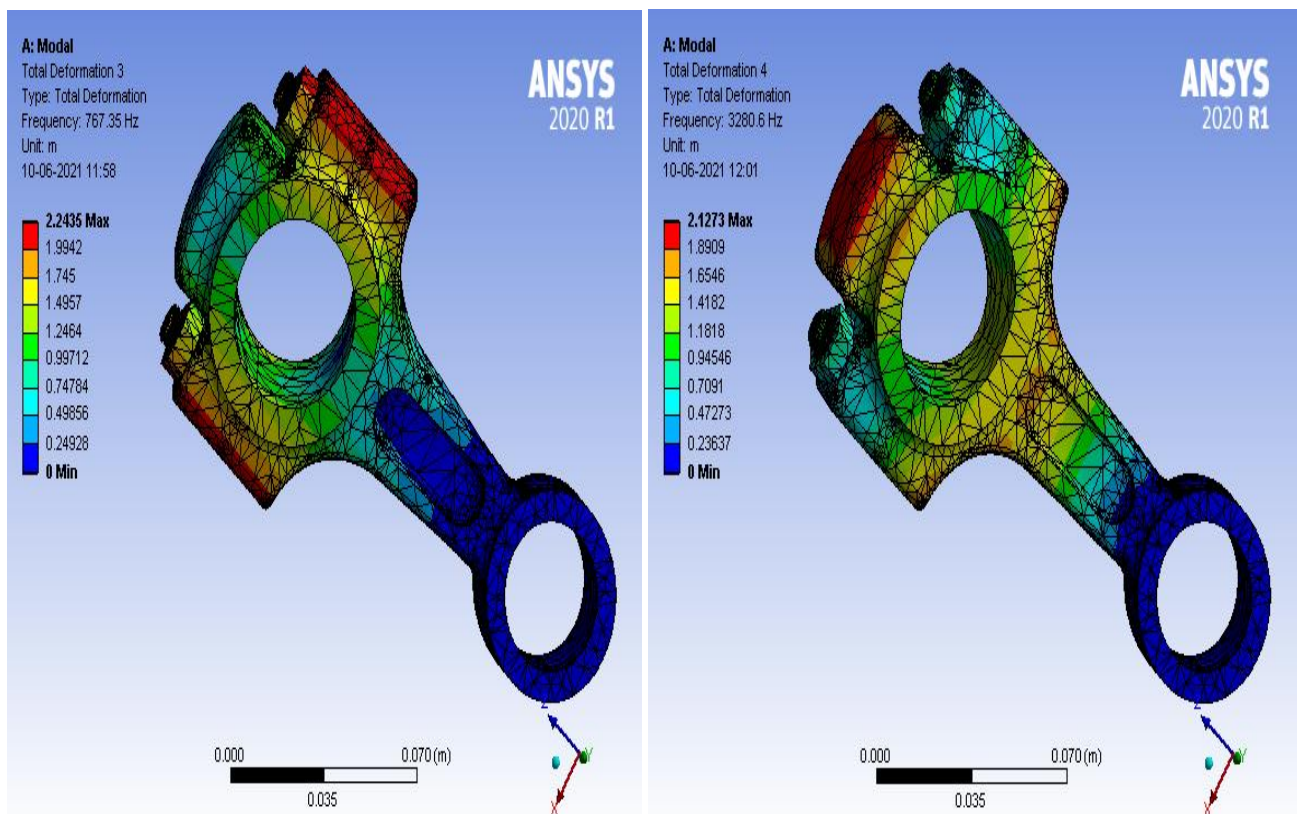 A: Modal
Total Deformation 3
Type: Total Deformation
Frequency: 767.35 Hz
Unit: m
10-06-2021 11:58
ANSYS
2020 R1
2.2435 Max
1.9942
1.745
1.4957
1.2464
0.99712
0.74784
0.49856
0.24928
0 Min
0.000
0.070 (m)
0.035
Z
Y
X
A: Modal
Total Deformation 4
Type: Total Deformation
Frequency: 3280.6 Hz
Unit: m
10-06-2021 12:01
ANSYS
2020 R1
2.1273 Max
1.8909
1.6546
1.4182
1.1818
0.94546
0.7091
0.47273
0.23637
0 Min
0.000
0.070 (m)
0.035
Z
Y
X